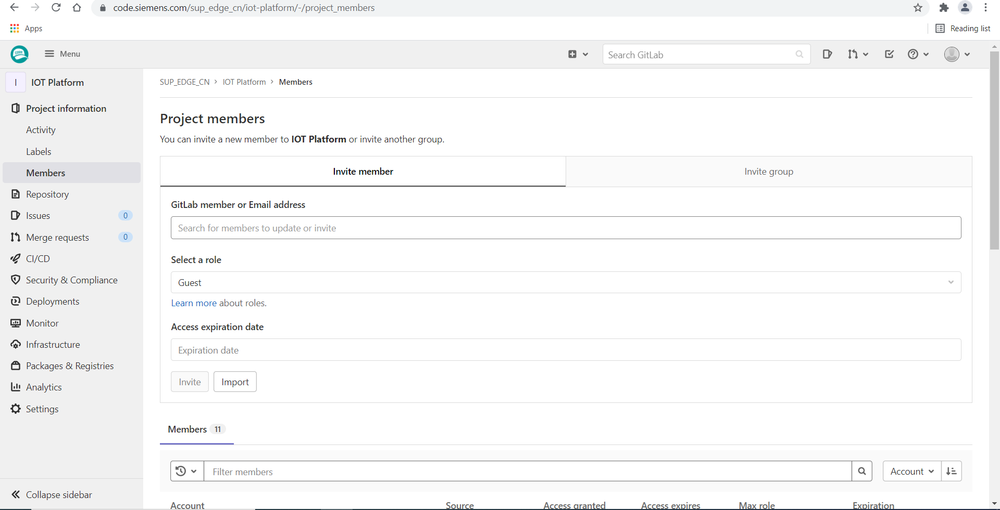 code.siemens.com/sup_edge_cn/iot-platform/-/project_members
Apps
Reading list
CODE
Menu
Search GitLab
I
IOT Platform
SUP_EDGE_CN > IOT Platform > Members
Project information
Activity
Labels
Members
Repository
Issues 0
Merge requests 0
CI/CD
Security & Compliance
Deployments
Monitor
Infrastructure
Packages & Registries
Analytics
Settings
Collapse sidebar
Project members
You can invite a new member to IOT Platform or invite another group.
Invite member
Invite group
GitLab member or Email address
Search for members to update or invite
Select a role
Guest
Learn more about roles.
Access expiration date
Expiration date
Invite Import
Members 11
Filter members
Account
Account Source Access granted Access expires Max role Expiration